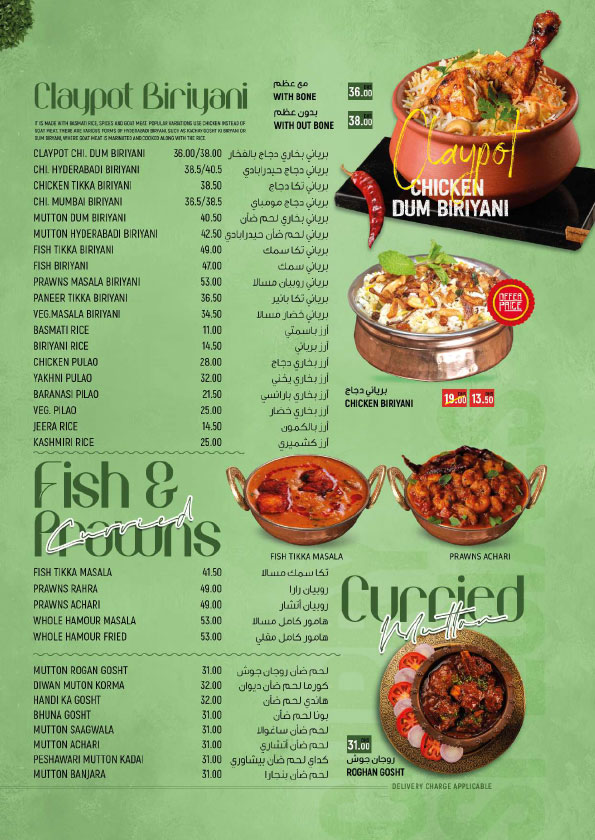 Claypot Biriyani
IT IS MADE WITH BASMATI RICE, SPICES AND GOAT MEAT. POPULAR VARIATIONS USE CHICKEN INSTEAD OF
GOAT MEAT. THERE ARE VARIOUS FORMS OF HYDERABADI BIRYANI, SUCH AS KACHAY GOSHT KI BIRYANI OR
DUM BIRYANI, WHERE GOAT MEAT IS MARINATED AND COOKED ALONG WITH THE RICE.
مع عظم
WITH BONE 36.00
بدون عظم
WITH OUT BONE 38.00
Claypot
CHICKEN
DUM BIRIYANI
CLAYPOT CHI. DUM BIRIYANI 36.00/38.00 برياني بخاري دجاج بالفخار
CHI. HYDERABADI BIRIYANI 38.5/40.5 برياني دجاج حيدرابادي
CHICKEN TIKKA BIRIYANI 38.50 برياني تكا دجاج
CHI. MUMBAI BIRIYANI 36.5/38.5 برياني دجاج مومباي
MUTTON DUM BIRIYANI 40.50 برياني بخاري لحم ضأن
MUTTON HYDERABADI BIRIYANI 42.50 برياني لحم ضأن حيدرابادي
FISH TIKKA BIRIYANI 49.00 برياني تكا سمك
FISH BIRIYANI 47.00 برياني سمك
PRAWNS MASALA BIRIYANI 53.00 برياني روبيان مسالا
PANEER TIKKA BIRIYANI 36.50 برياني تكا بانير
VEG.MASALA BIRIYANI 34.50 برياني خضار مسالا
BASMATI RICE 11.00 أرز باسمتي
BIRIYANI RICE 14.50 أرز برياني
CHICKEN PULAO 28.00 أرز بخاري دجاج
YAKHNI PULAO 32.00 أرز بخاري يخني
BARANASI PILAO 21.50 أرز بخاري بارانسي
VEG. PILAO 25.00 أرز بخاري خضار
JEERA RICE 14.50 أرز بالكمون
KASHMIRI RICE 25.00 أرز كشميري
OFFER
PRICE
برياني دجاج
CHICKEN BIRIYANI 19.00 13.50
Fish &
Prawns
Curried
FISH TIKKA MASALA
PRAWNS ACHARI
FISH TIKKA MASALA 41.50 تكا سمك مسالا
PRAWNS RAHRA 49.00 روبيان رارا
PRAWNS ACHARI 49.00 روبيان أتشار
WHOLE HAMOUR MASALA 53.00 هامور كامل مسالا
WHOLE HAMOUR FRIED 53.00 هامور كامل مقلي
Curried
Mutton
MUTTON ROGAN GOSHT 31.00 لحم ضأن روجان جوش
DIWAN MUTON KORMA 32.00 كورما لحم ضأن ديوان
HANDI KA GOSHT 32.00 هاندي كا جوشت
BHUNA GOSHT 31.00 بونا لحم ضأن
MUTTON SAAGWALA 31.00 لحم ضأن ساغوالا
MUTTON ACHARI 31.00 لحم ضأن أتشاري
PESHAWARI MUTTON KADAI 31.00 كداي لحم ضأن بيشاوري
MUTTON BANJARA 31.00 لحم ضأن بنجارا
31.00
روجان جوش
ROGHAN GOSHT
DELIVERY CHARGE APPLICABLE